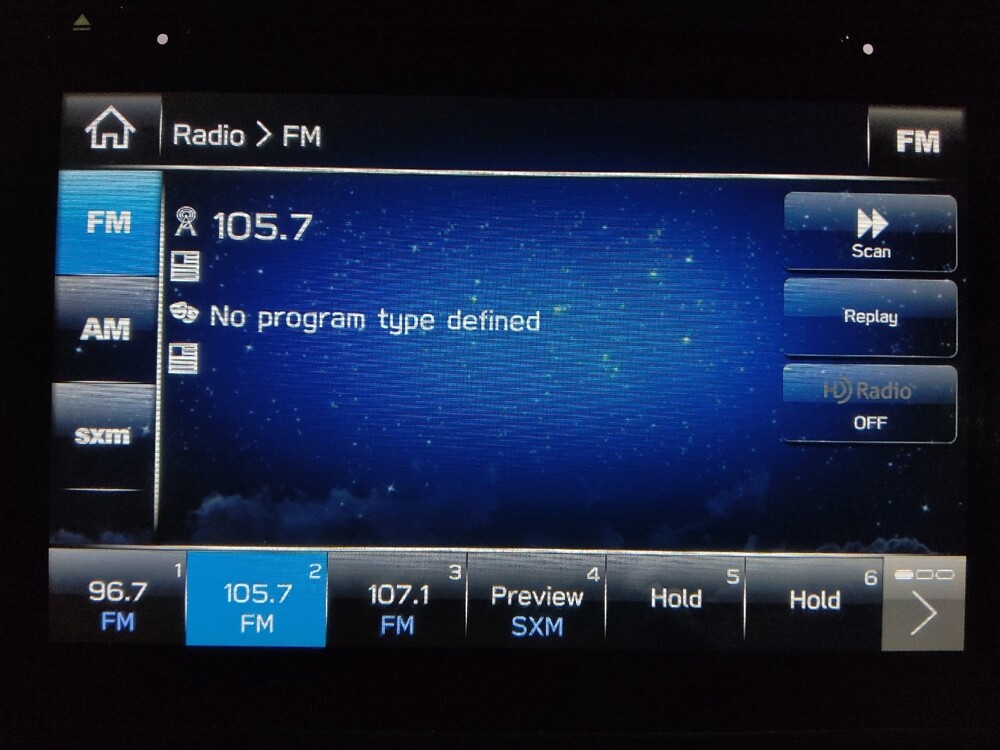 Radio > FM
FM
FM
105.7
Scan
No program type defined
Replay
AM
HD Radio
OFF
sxm
1
96.7
FM
2
105.7
FM
3
107.1
FM
4
Preview
SXM
5
Hold
6
Hold